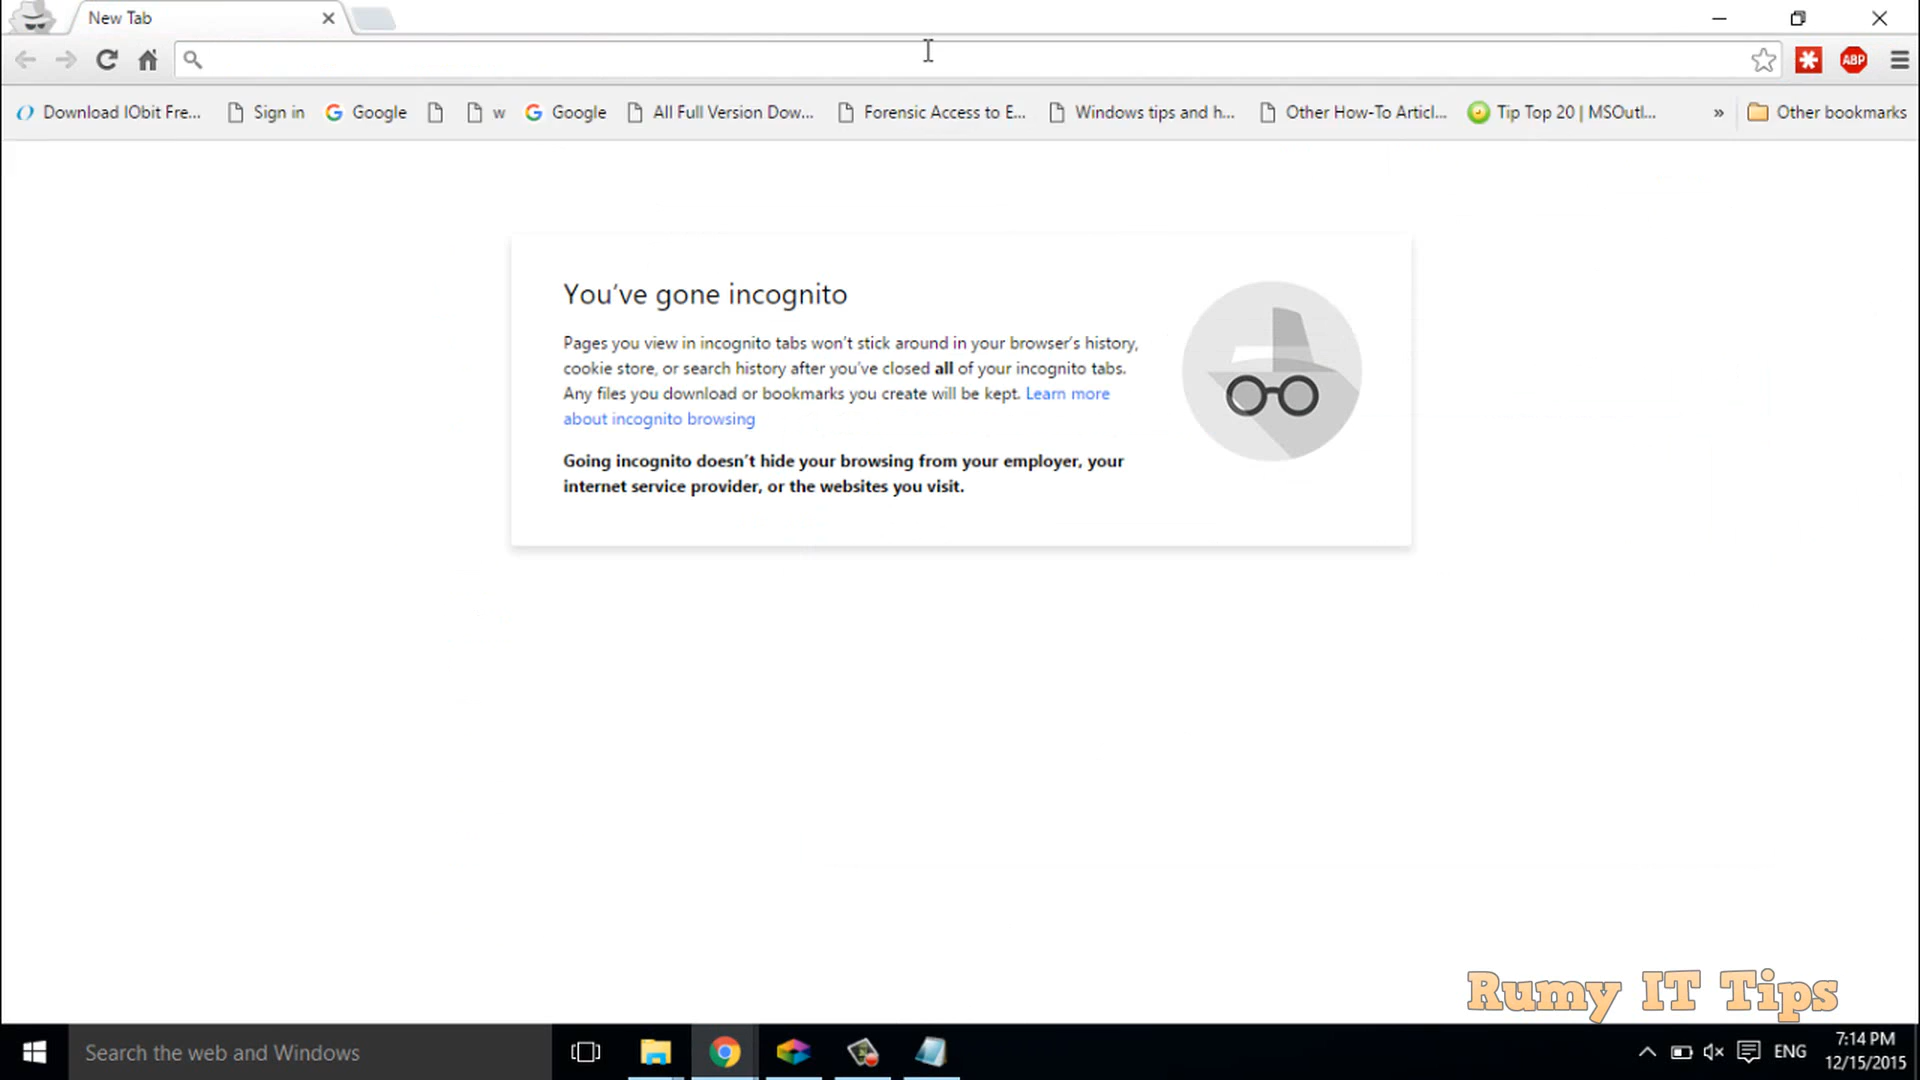 New Tab
Download IObit Fre...
Sign in
Google
w
Google
All Full Version Dow...
Forensic Access to E...
Windows tips and h...
Other How-To Articl...
Tip Top 20 | MSOutl...
»
Other bookmarks
ABP
You've gone incognito
Pages you view in incognito tabs won't stick around in your browser's history,
cookie store, or search history after you've closed all of your incognito tabs.
Any files you download or bookmarks you create will be kept. Learn more
about incognito browsing
Going incognito doesn't hide your browsing from your employer, your
internet service provider, or the websites you visit.
Rumy IT Tips
Search the web and Windows
ENG
7:14 PM
12/15/2015